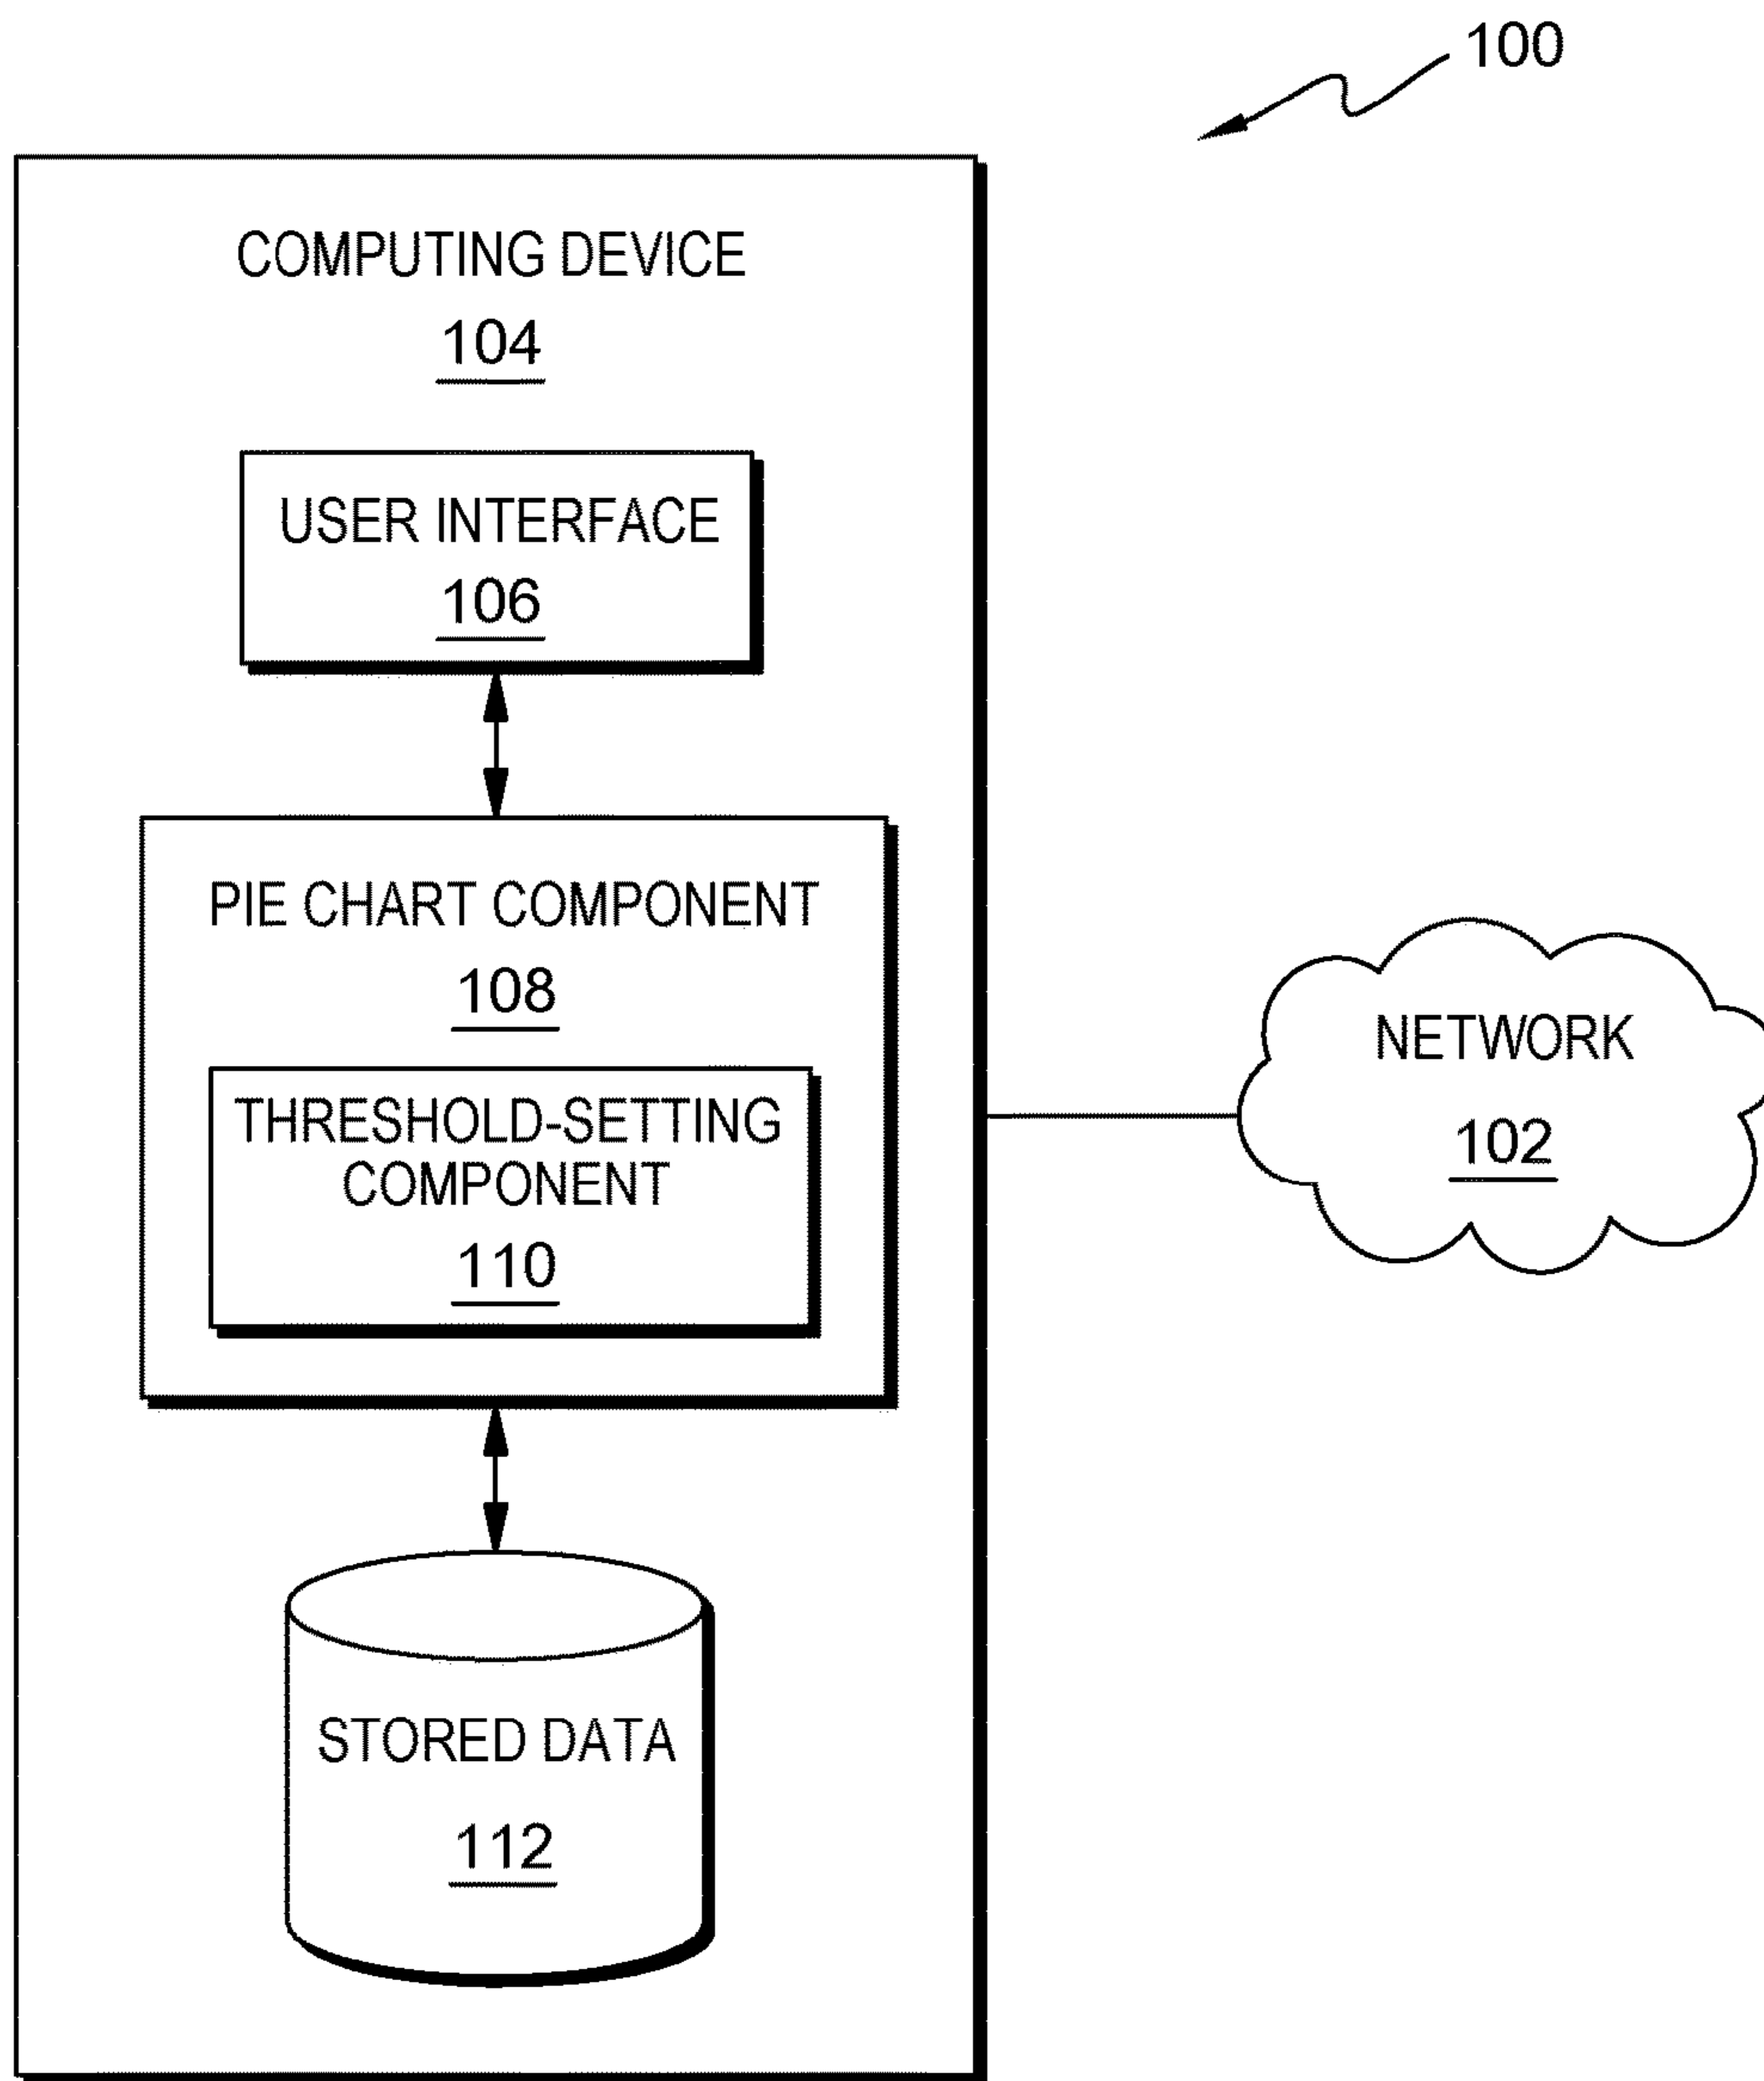 100
COMPUTING DEVICE
104
USER INTERFACE
106
PIE CHART COMPONENT
108
THRESHOLD-SETTING
COMPONENT
110
STORED DATA
112
NETWORK
102